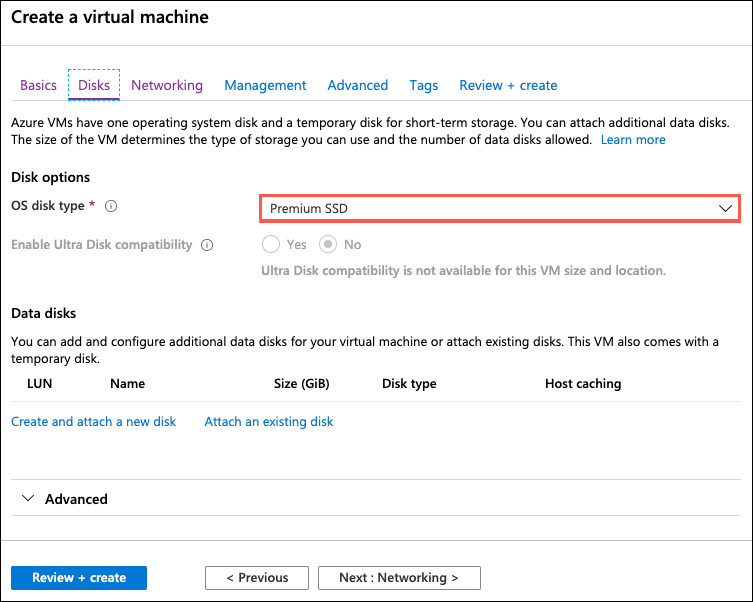 Create a virtual machine
Basics Disks Networking Management Advanced Tags Review + create
Azure VMs have one operating system disk and a temporary disk for short-term storage. You can attach additional data disks.
The size of the VM determines the type of storage you can use and the number of data disks allowed. Learn more
Disk options
OS disk type * Premium SSD
Enable Ultra Disk compatibility Yes No
Ultra Disk compatibility is not available for this VM size and location.
Data disks
You can add and configure additional data disks for your virtual machine or attach existing disks. This VM also comes with a
temporary disk.
LUN Name Size (GiB) Disk type Host caching
Create and attach a new disk Attach an existing disk
Advanced
Review + create < Previous Next : Networking >